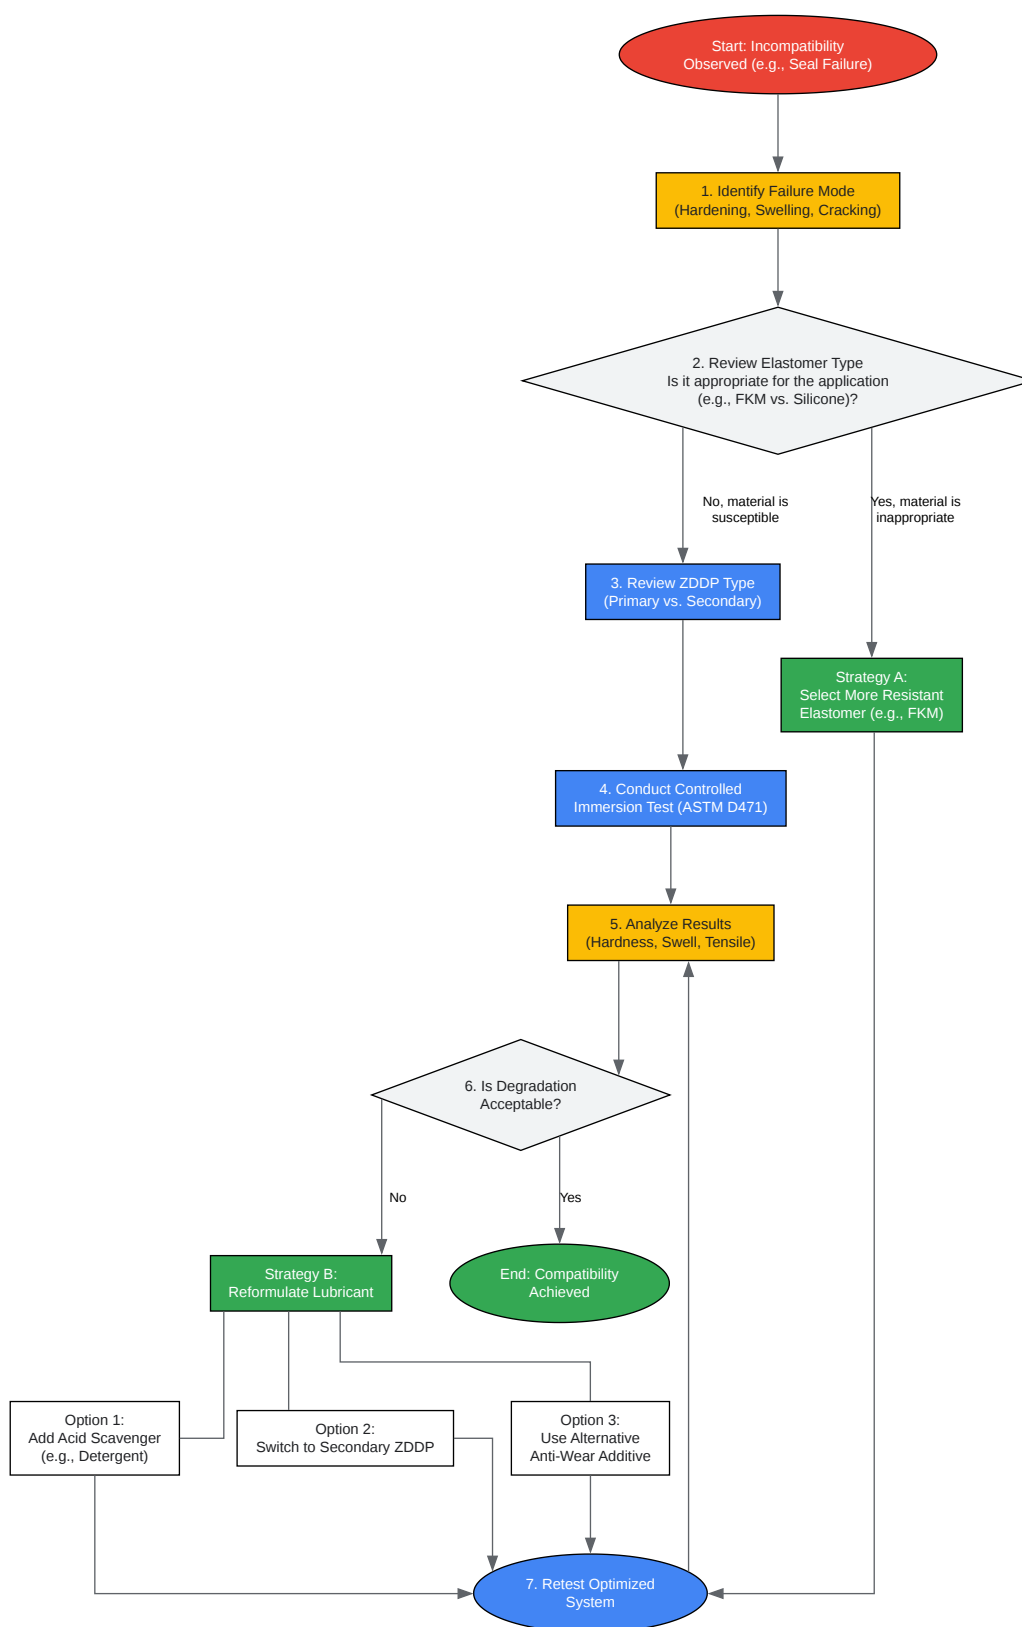 Start: Incompatibility
Observed (e.g., Seal Failure)
1. Identify Failure Mode
(Hardening, Swelling, Cracking)
2. Review Elastomer Type
Is it appropriate for the application
(e.g., FKM vs. Silicone)?
No, material is
susceptible
Yes, material is
inappropriate
3. Review ZDDP Type
(Primary vs. Secondary)
Strategy A:
Select More Resistant
Elastomer (e.g., FKM)
4. Conduct Controlled
Immersion Test (ASTM D471)
5. Analyze Results
(Hardness, Swell, Tensile)
6. Is Degradation
Acceptable?
No
Yes
Strategy B:
Reformulate Lubricant
End: Compatibility
Achieved
Option 1:
Add Acid Scavenger
(e.g., Detergent)
Option 2:
Switch to Secondary ZDDP
Option 3:
Use Alternative
Anti-Wear Additive
7. Retest Optimized
System